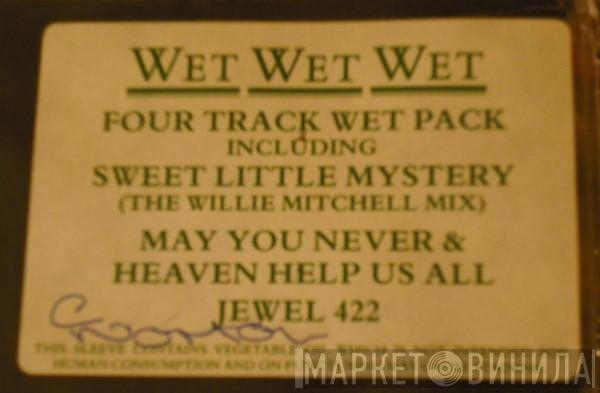 WET WET WET
FOUR TRACK WET PACK
INCLUDING
SWEET LITTLE MYSTERY
(THE WILLIE MITCHELL MIX)
MAY YOU NEVER &
HEAVEN HELP US ALL
JEWEL 422
THIS SLEEVE CONTAINS VEGETABLE
HUMAN CONSUMPTION AND ON
МАРКЕТ ВИНИЛА